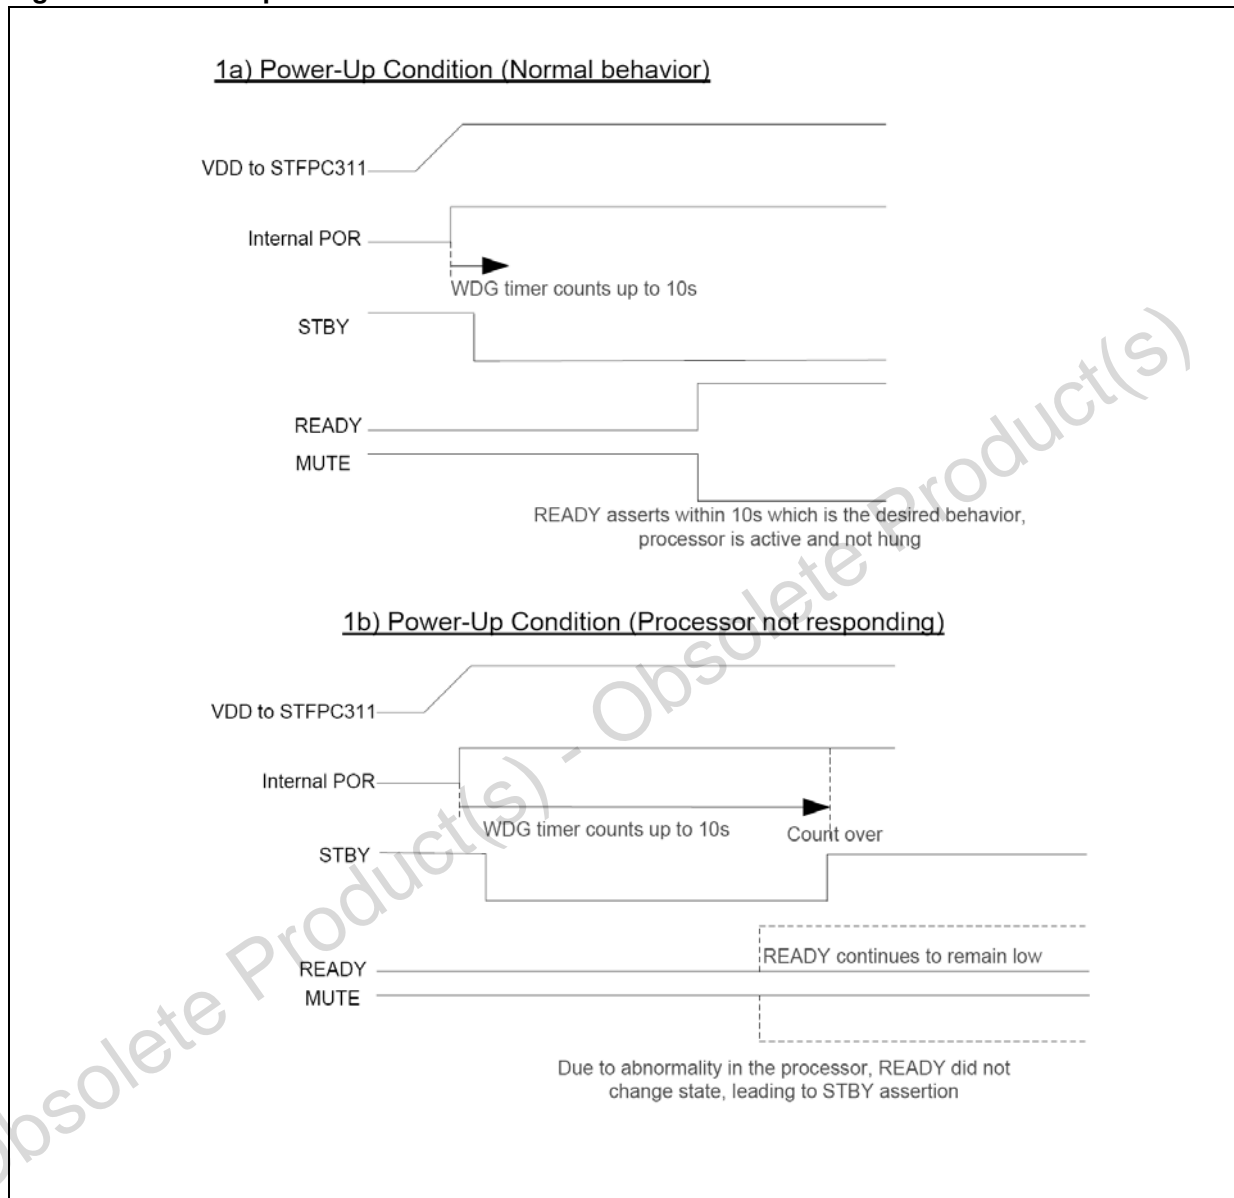 1a) Power-Up Condition (Normal behavior)
VDD to STFPC311
Internal POR
WDG timer counts up to 10s
STBY
READY
MUTE
READY asserts within 10s which is the desired behavior,
processor is active and not hung
1b) Power-Up Condition (Processor not responding)
VDD to STFPC311
Internal POR
WDG timer counts up to 10s
Count over
STBY
READY continues to remain low
READY
MUTE
Due to abnormality in the processor, READY did not
change state, leading to STBY assertion
Obsolete Product(s) - Obsolete Product(s)